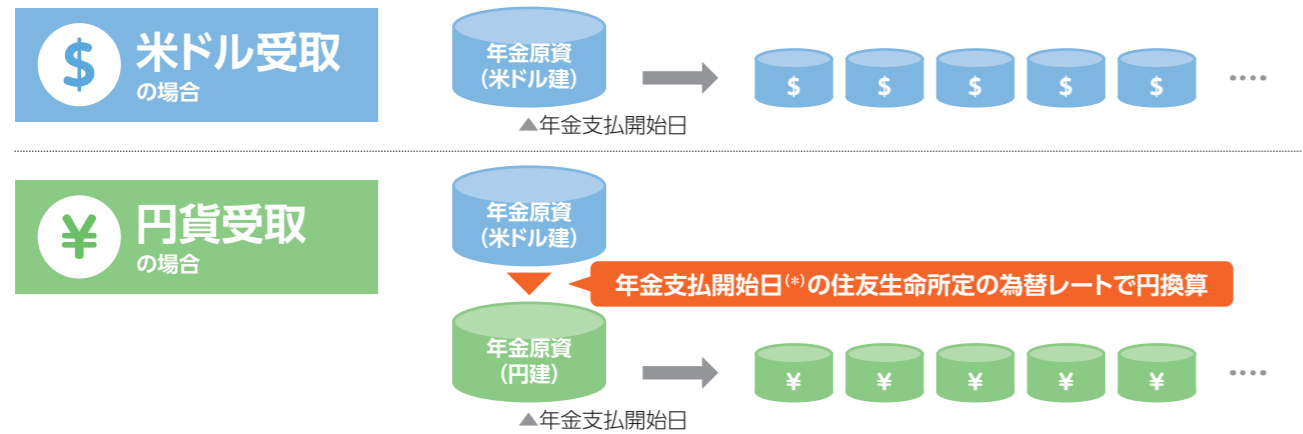 $
米ドル受取
の場合
年金原資
(米ドル建)
$ $ $ $ $ ····
▲年金支払開始日
¥
円貨受取
の場合
年金原資
(米ドル建)
年金支払開始日(*)の住友生命所定の為替レートで円換算
年金原資
(円建)
¥ ¥ ¥ ¥ ¥ ····
▲年金支払開始日